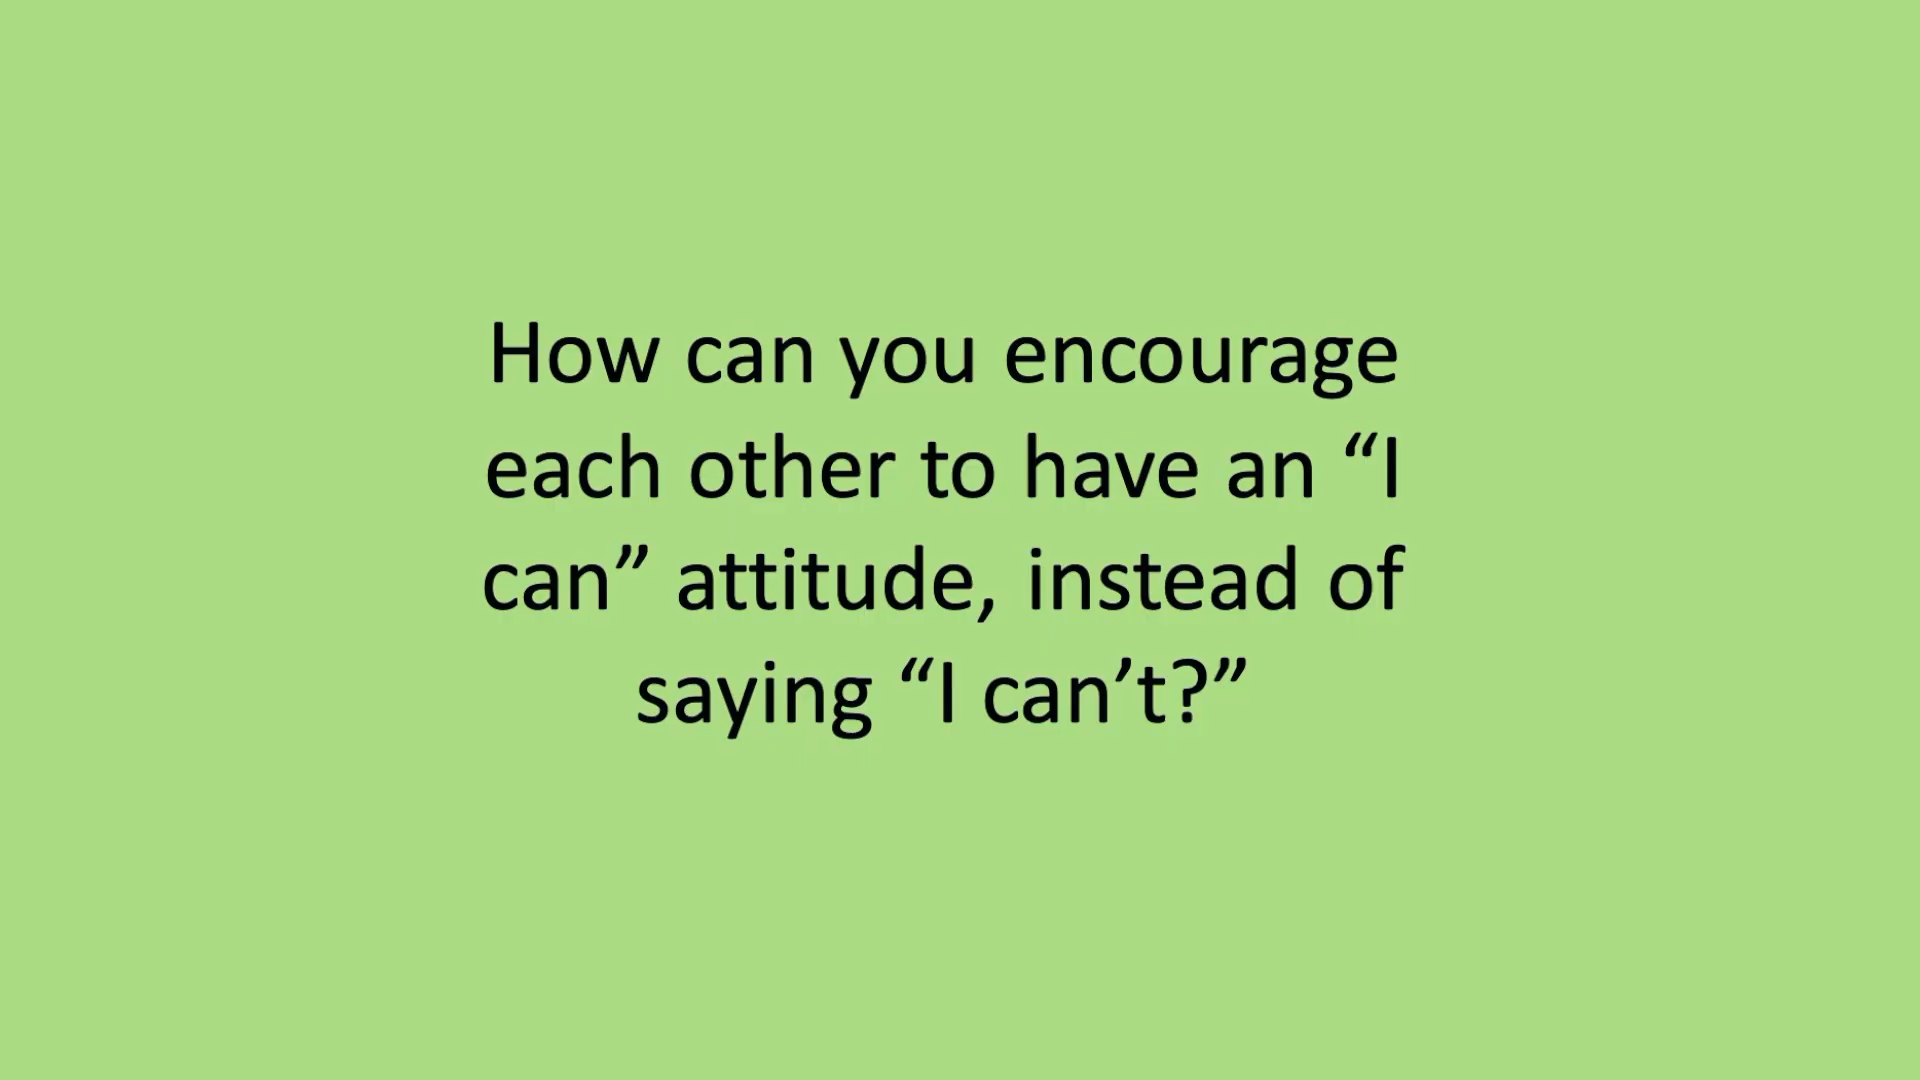 How can you encourage
each other to have an “I
can” attitude, instead of
saying “I can’t?”